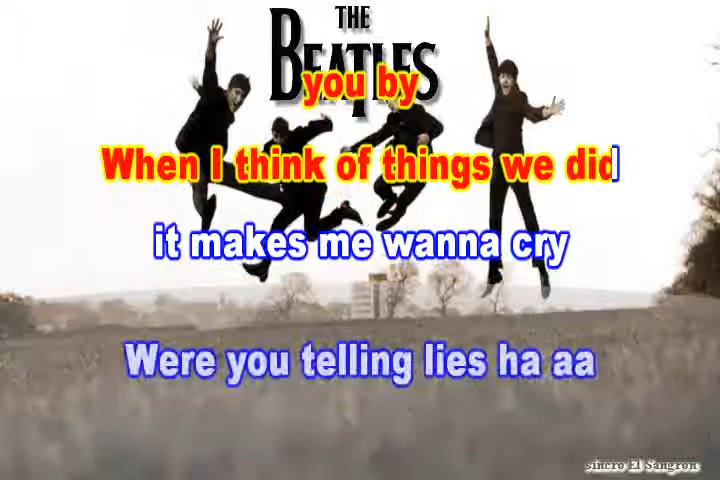 THE
BEATLES
you by
When I think of things we did
it makes me wanna cry
Were you telling lies ha aa
sincro El Sangron